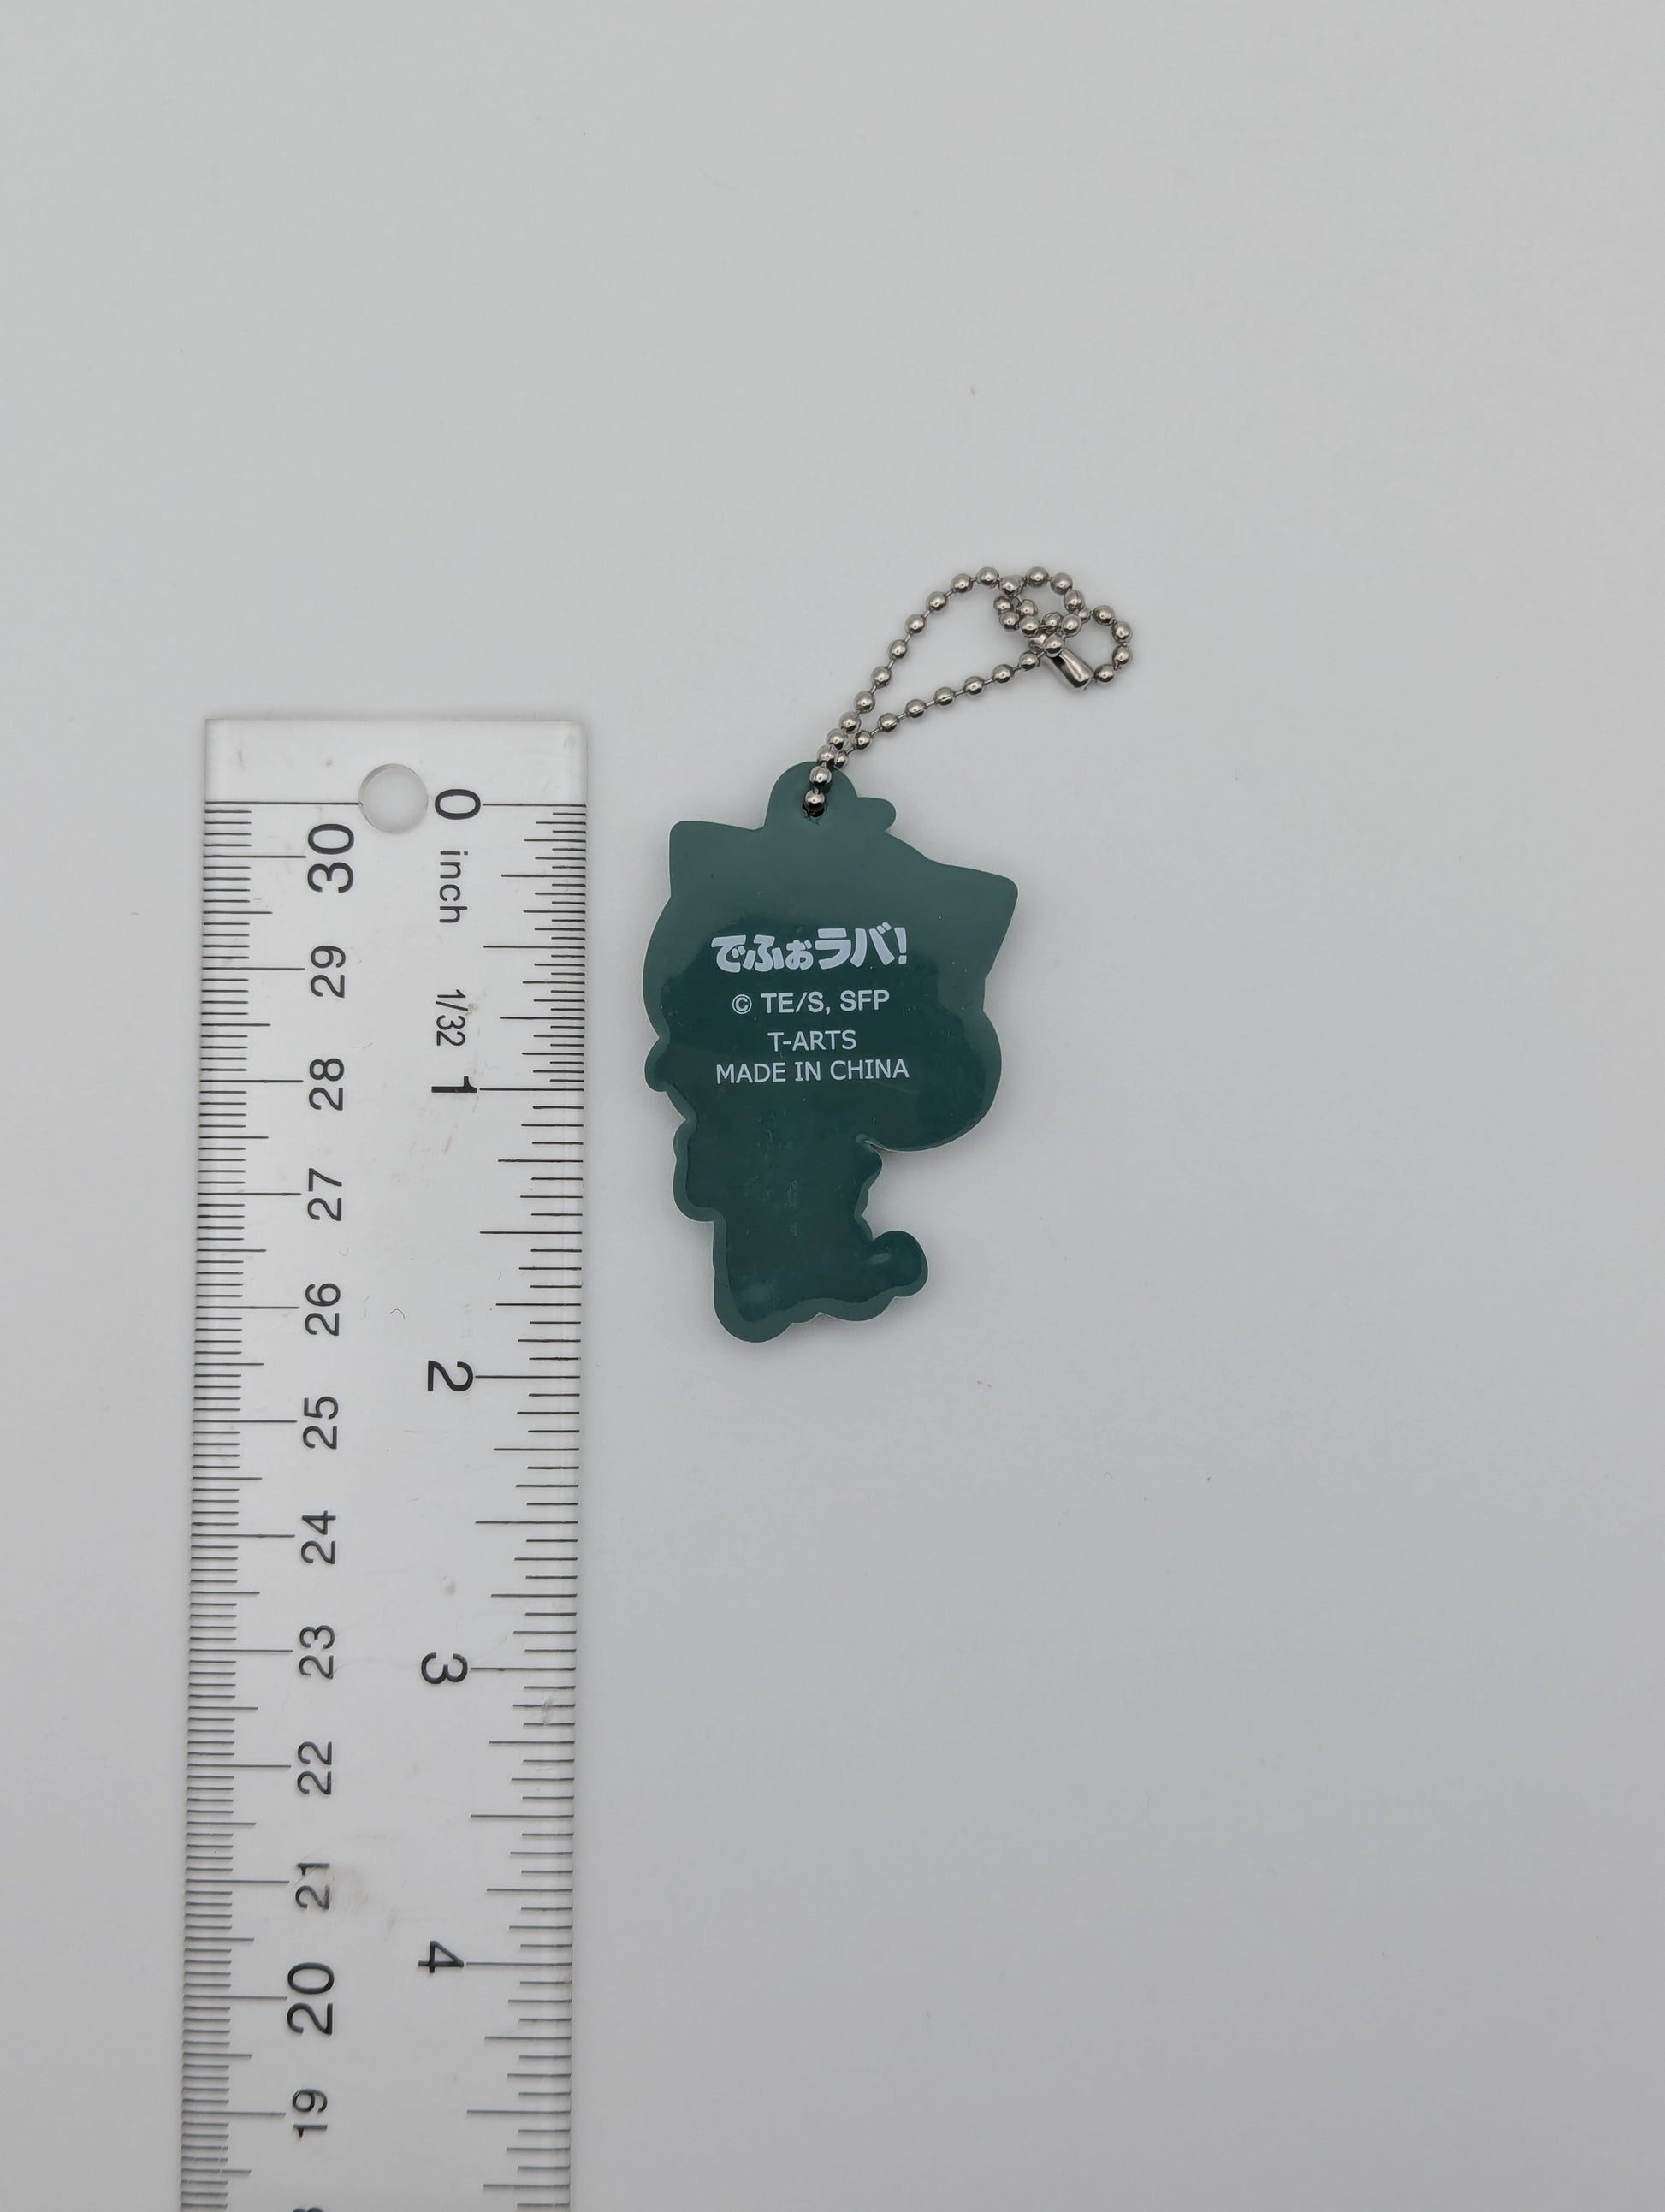 でふぉラバ!
© TE/S, SFP
T-ARTS
MADE IN CHINA
0 inch 1/32 1 2 3 4
30 29 28 27 26 25 24 23 22 21 20 19